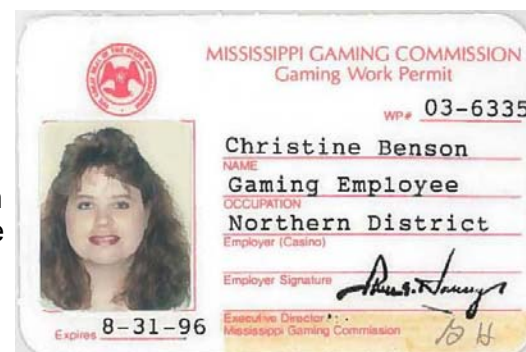 MISSISSIPPI GAMING COMMISSION
Gaming Work Permit
WP# 03-6335
Christine Benson
NAME
Gaming Employee
OCCUPATION
Northern District
Employer (Casino)
Employer Signature
Executive Director
Mississippi Gaming Commission
Expires 8-31-96